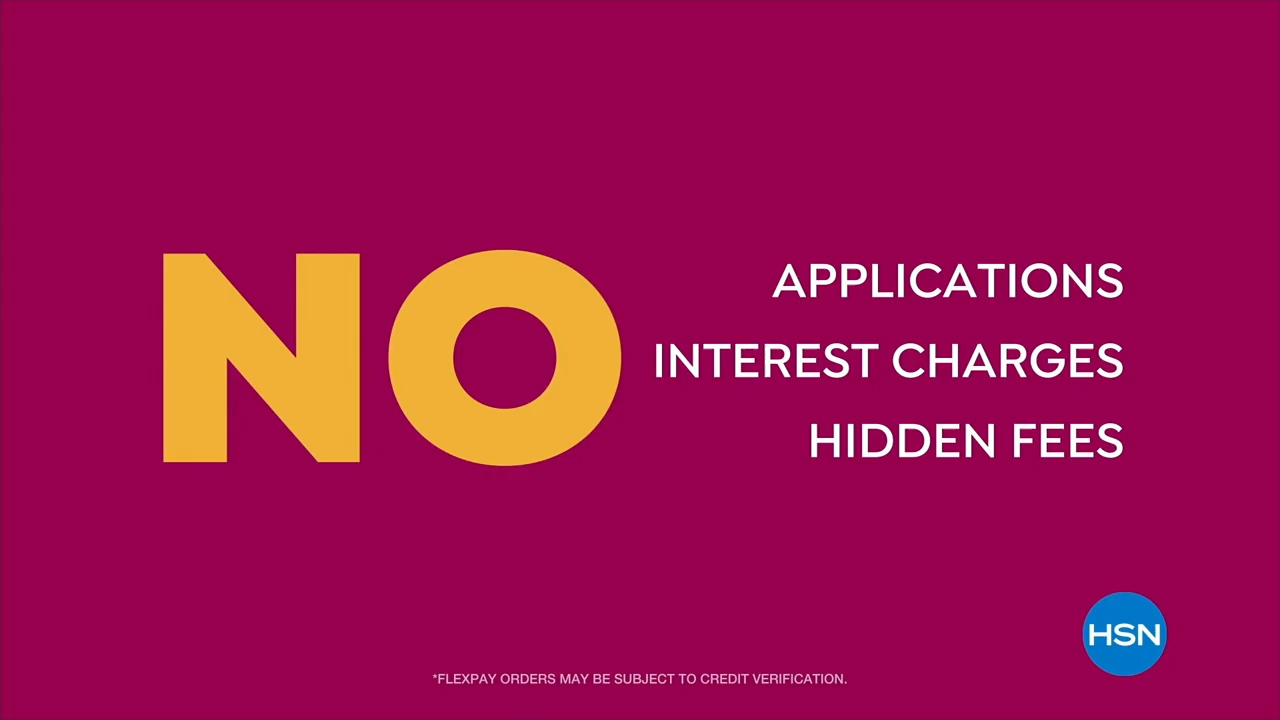 NO
APPLICATIONS
INTEREST CHARGES
HIDDEN FEES
HSN
*FLEXPAY ORDERS MAY BE SUBJECT TO CREDIT VERIFICATION.